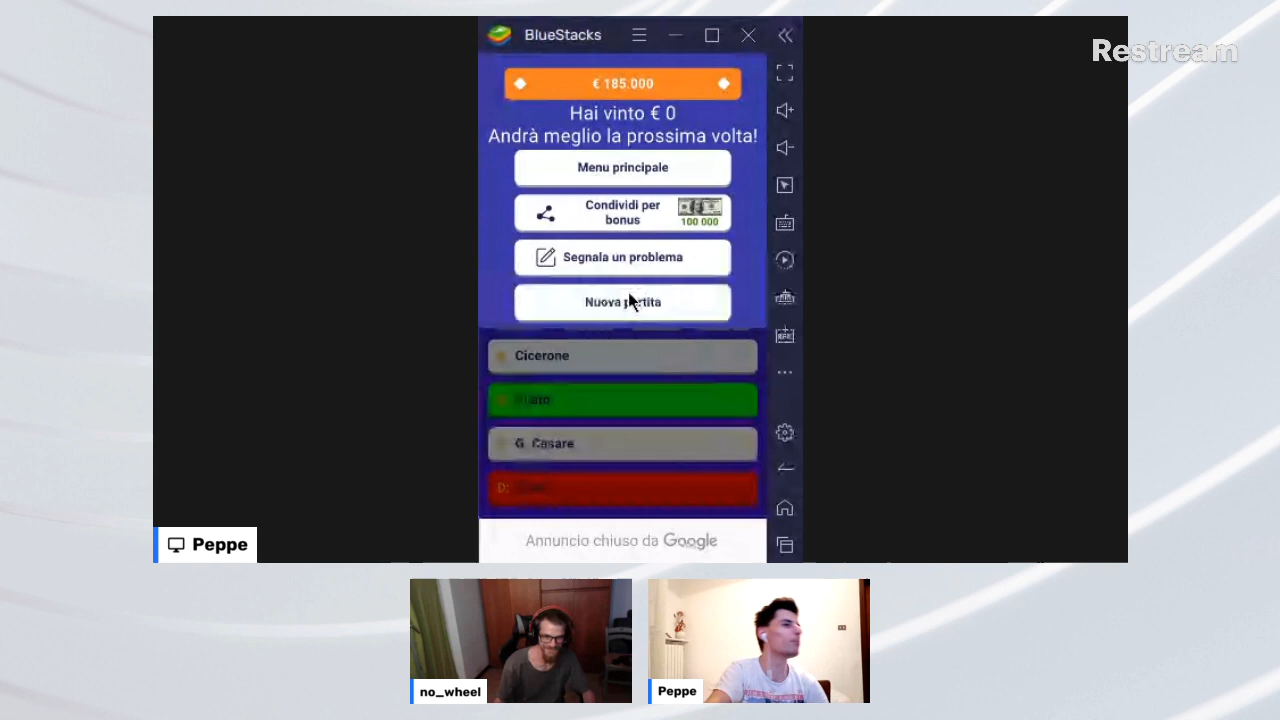 BlueStacks
Restream
€ 185.000
Hai vinto € 0
Andrà meglio la prossima volta!
Menu principale
Condividi per
bonus
100 000
Segnala un problema
Nuova partita
Cicerone
G. Cesare
D:
Annuncio chiuso da Google
Peppe
no_wheel
Peppe